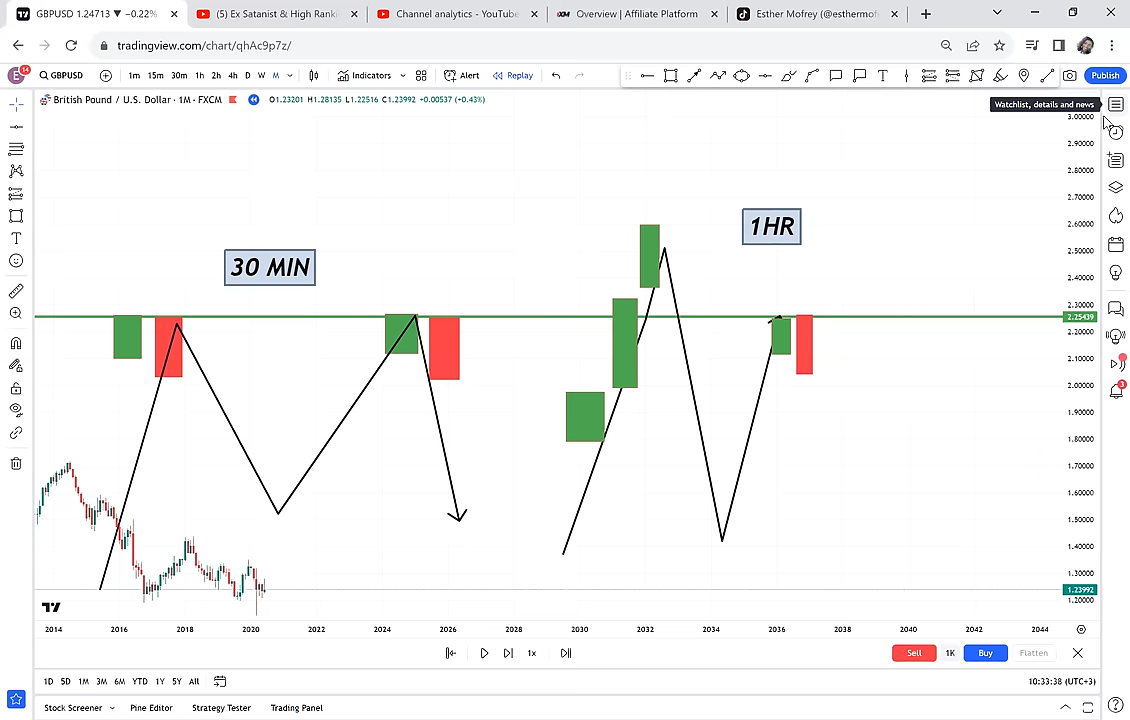 GBPUSD 1.24713 ▼ −0.22%
(5) Ex Satanist & High Ranki
Channel analytics - YouTube
IXM Overview | Affiliate Platform
Esther Mofrey (@esthermof
tradingview.com/chart/qhAc9p7z/
E 14 GBPUSD 1m 15m 30m 1h 2h 4h D W M Indicators Alert Replay Publish
British Pound / U.S. Dollar · 1M · FXCM O1.23201 H1.28135 L1.22516 C1.23992 +0.00537 (+0.43%)
Watchlist, details and news
3.00000
2.90000
2.80000
2.70000
2.60000
2.50000
2.40000
2.30000
2.25439
2.20000
2.10000
2.00000
1.90000
1.80000
1.70000
1.60000
1.50000
1.40000
1.30000
1.23992
1.20000
1HR
30 MIN
3
2014 2016 2018 2020 2022 2024 2026 2028 2030 2032 2034 2036 2038 2040 2042 2044
1x Sell 1K Buy Flatten
1D 5D 1M 3M 6M YTD 1Y 5Y All 10:33:38 (UTC+3)
Stock Screener Pine Editor Strategy Tester Trading Panel